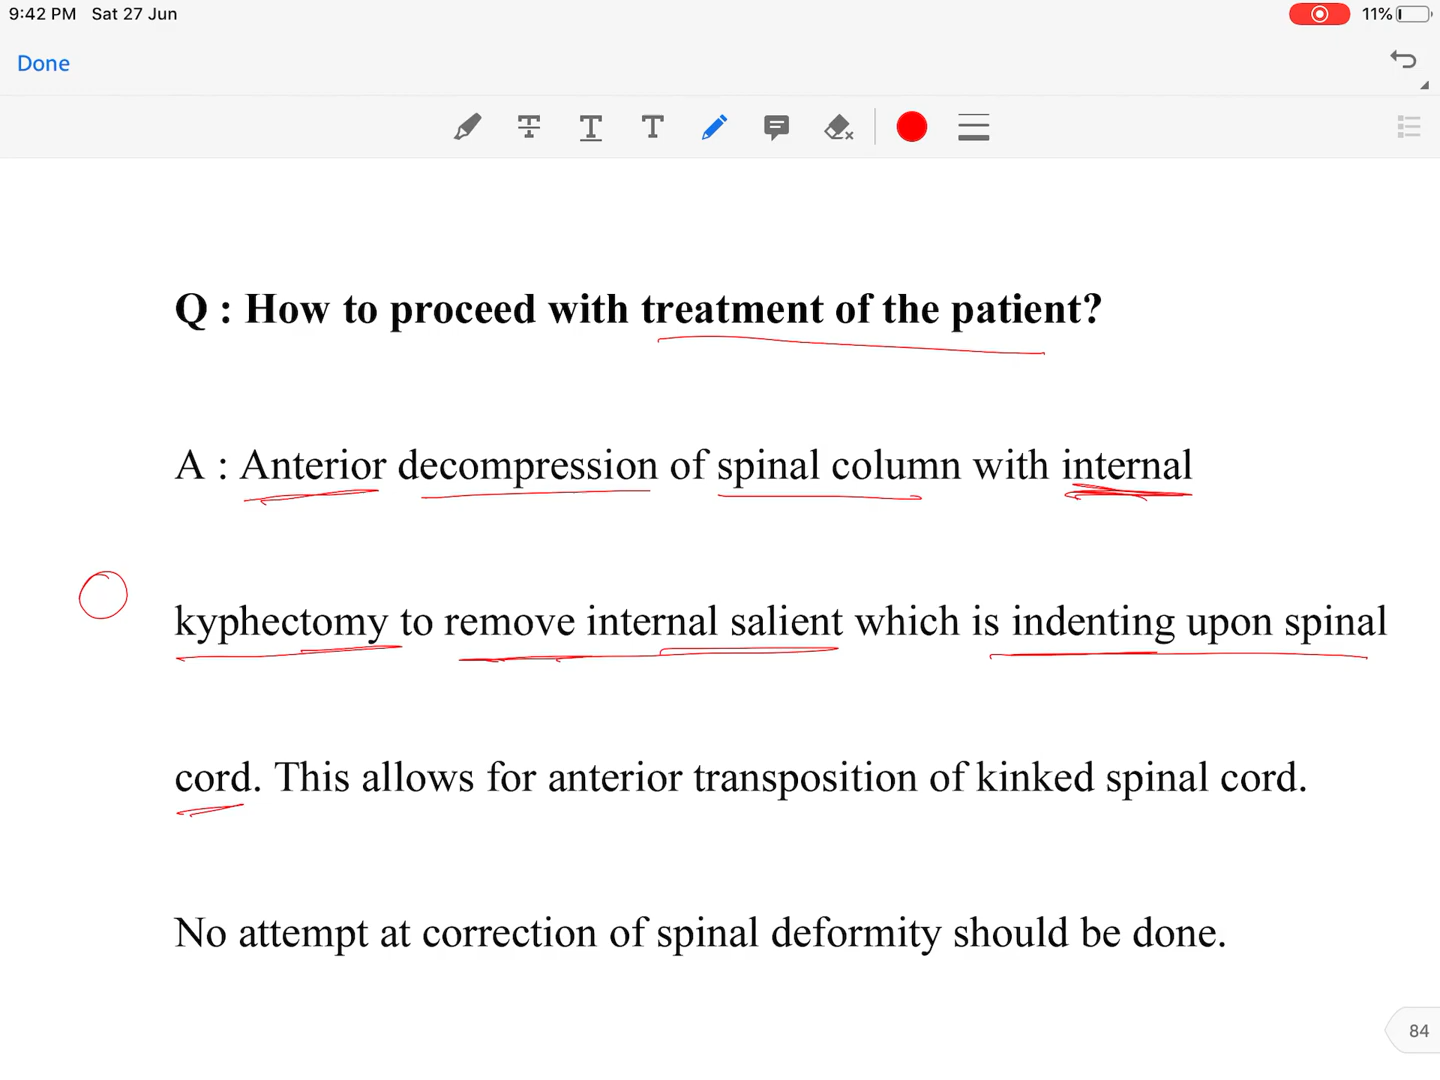 9:42 PM Sat 27 Jun 11%
Done
T T T
Q : How to proceed with treatment of the patient?
A : Anterior decompression of spinal column with internal
kyphectomy to remove internal salient which is indenting upon spinal
cord. This allows for anterior transposition of kinked spinal cord.
No attempt at correction of spinal deformity should be done.
84